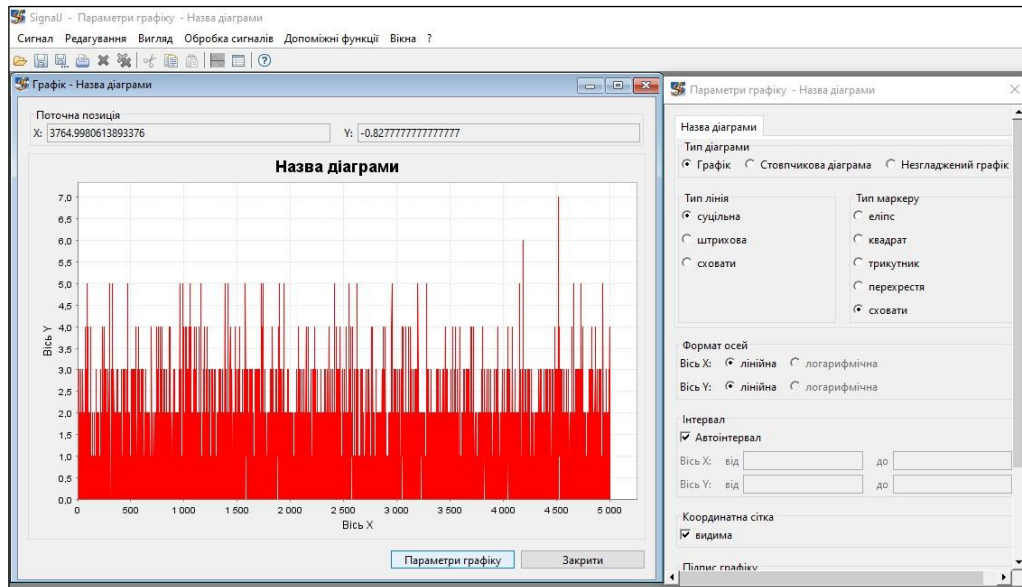 SignalJ - Параметри графіку - Назва діаграми
Сигнал Редагування Вигляд Обробка сигналів Допоміжні функції Вікна ?
Графік - Назва діаграми
Поточна позиція
X: 3764.9980613893376 Y: -0.8277777777777777
Назва діаграми
7,0
6,5
6,0
5,5
5,0
4,5
4,0
3,5
3,0
2,5
2,0
1,5
1,0
0,5
0,0
Вісь Y
0 500 1 000 1 500 2 000 2 500 3 000 3 500 4 000 4 500 5 000
Вісь X
Параметри графіку Закрити
Параметри графіку - Назва діаграми
Назва діаграми
Тип діаграми
Графік Стовпчикова діаграма Незгладжений графік
Тип лінія
суцільна
штрихова
сховати
Тип маркеру
еліпс
квадрат
трикутник
перехрестя
сховати
Формат осей
Вісь X: лінійна логарифмічна
Вісь Y: лінійна логарифмічна
Інтервал
Автоінтервал
Вісь X: від до
Вісь Y: від до
Координатна сітка
видима
Підпис графіку